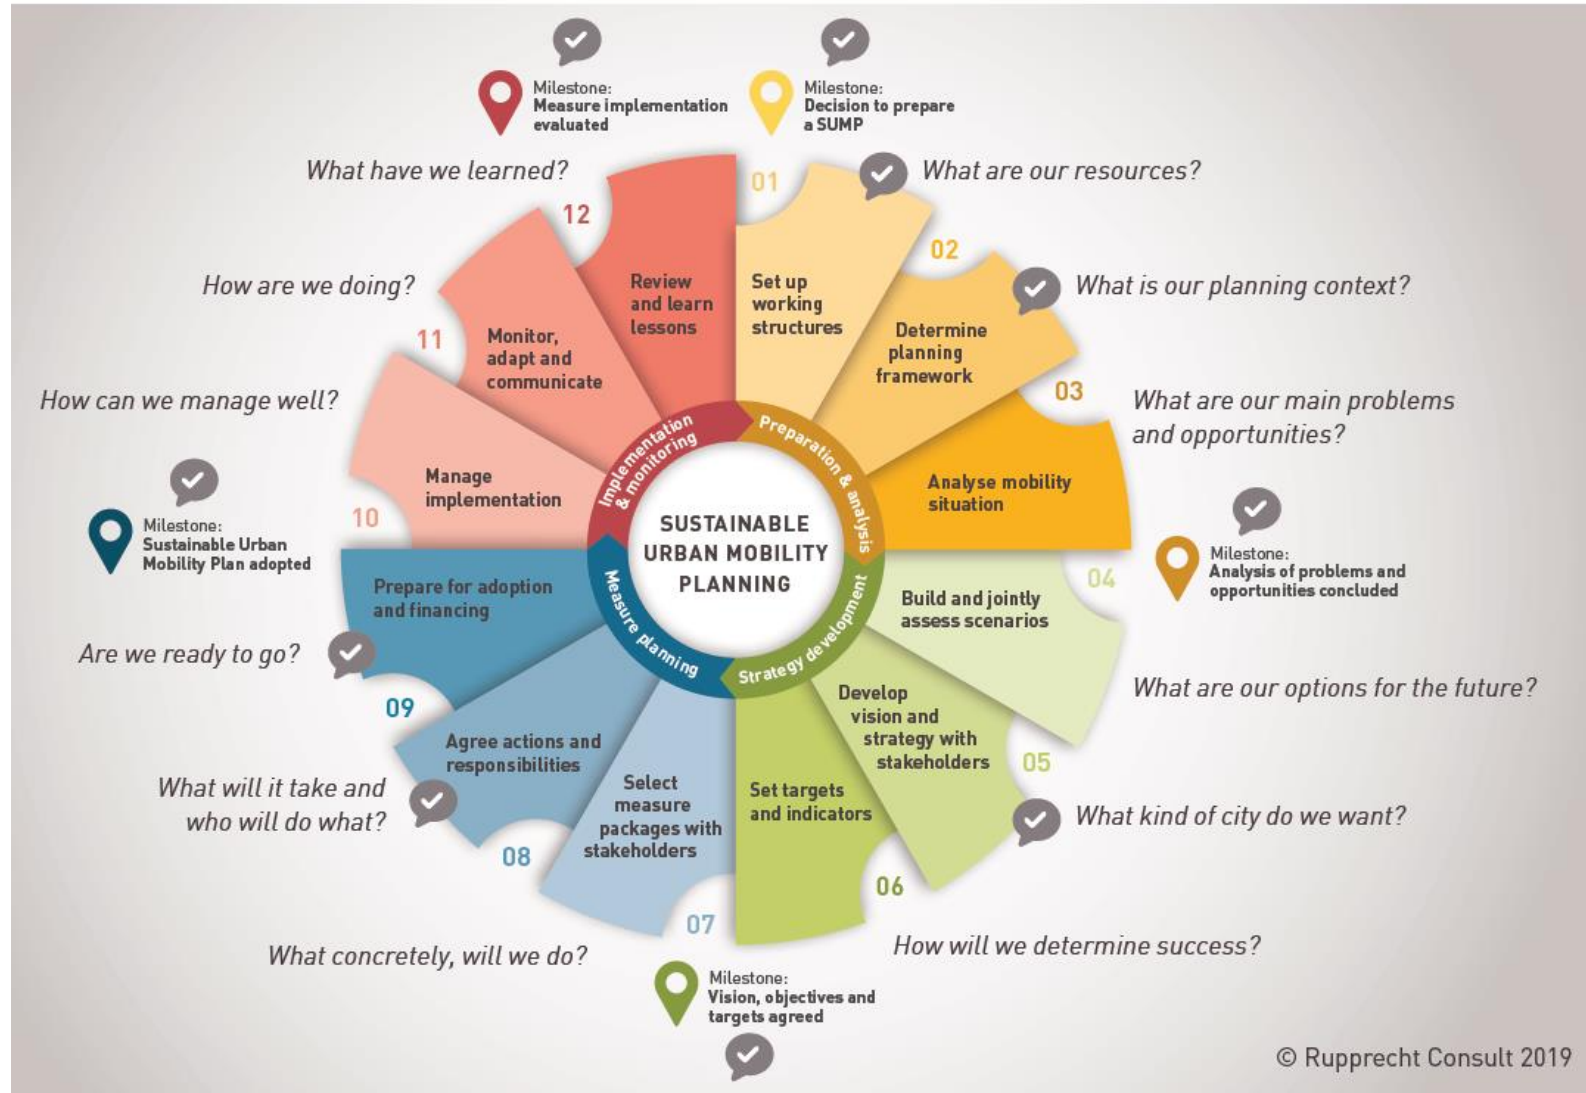 Milestone:
Measure implementation
evaluated
Milestone:
Decision to prepare
a SUMP
What have we learned?
What are our resources?
How are we doing?
What is our planning context?
How can we manage well?
What are our main problems
and opportunities?
Milestone:
Sustainable Urban
Mobility Plan adopted
Milestone:
Analysis of problems and
opportunities concluded
Are we ready to go?
What are our options for the future?
What will it take and
who will do what?
What kind of city do we want?
What concretely, will we do?
How will we determine success?
Milestone:
Vision, objectives and
targets agreed
01
Set up
working
structures
02
Determine
planning
framework
03
Analyse mobility
situation
04
Build and jointly
assess scenarios
05
Develop
vision and
strategy with
stakeholders
06
Set targets
and indicators
07
Select
measure
packages with
stakeholders
08
Agree actions and
responsibilities
09
Prepare for adoption
and financing
10
Manage
implementation
11
Monitor,
adapt and
communicate
12
Review
and learn
lessons
Preparation & analysis
Strategy development
Measure planning
Implementation
& monitoring
SUSTAINABLE
URBAN MOBILITY
PLANNING
© Rupprecht Consult 2019